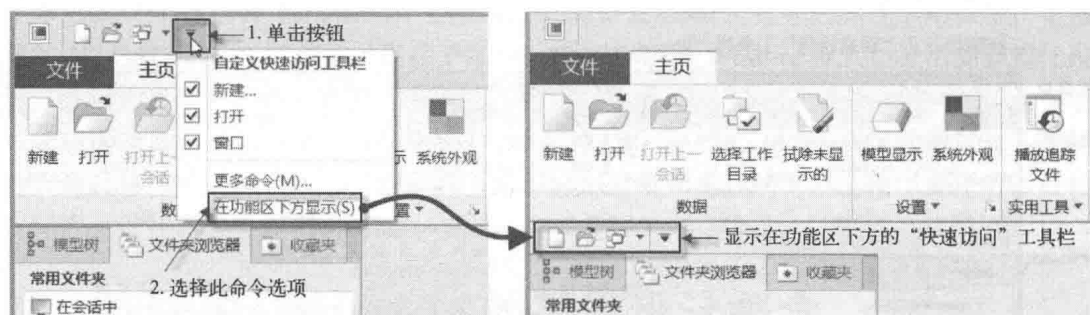 1. 单击按钮
自定义快速访问工具栏
文件
主页
新建...
打开
窗口
新建
打开
打开上一
会话
示
系统外观
更多命令(M)...
在功能区下方显示(S)
数
置
模型树
文件夹浏览器
收藏夹
常用文件夹
2. 选择此命令选项
在会话中
文件
主页
新建
打开
打开上一
会话
选择工作
目录
拭除未显
示的
模型显示
系统外观
播放追踪
文件
数据
设置
实用工具
显示在功能区下方的“快速访问”工具栏
模型树
文件夹浏览器
收藏夹
常用文件夹